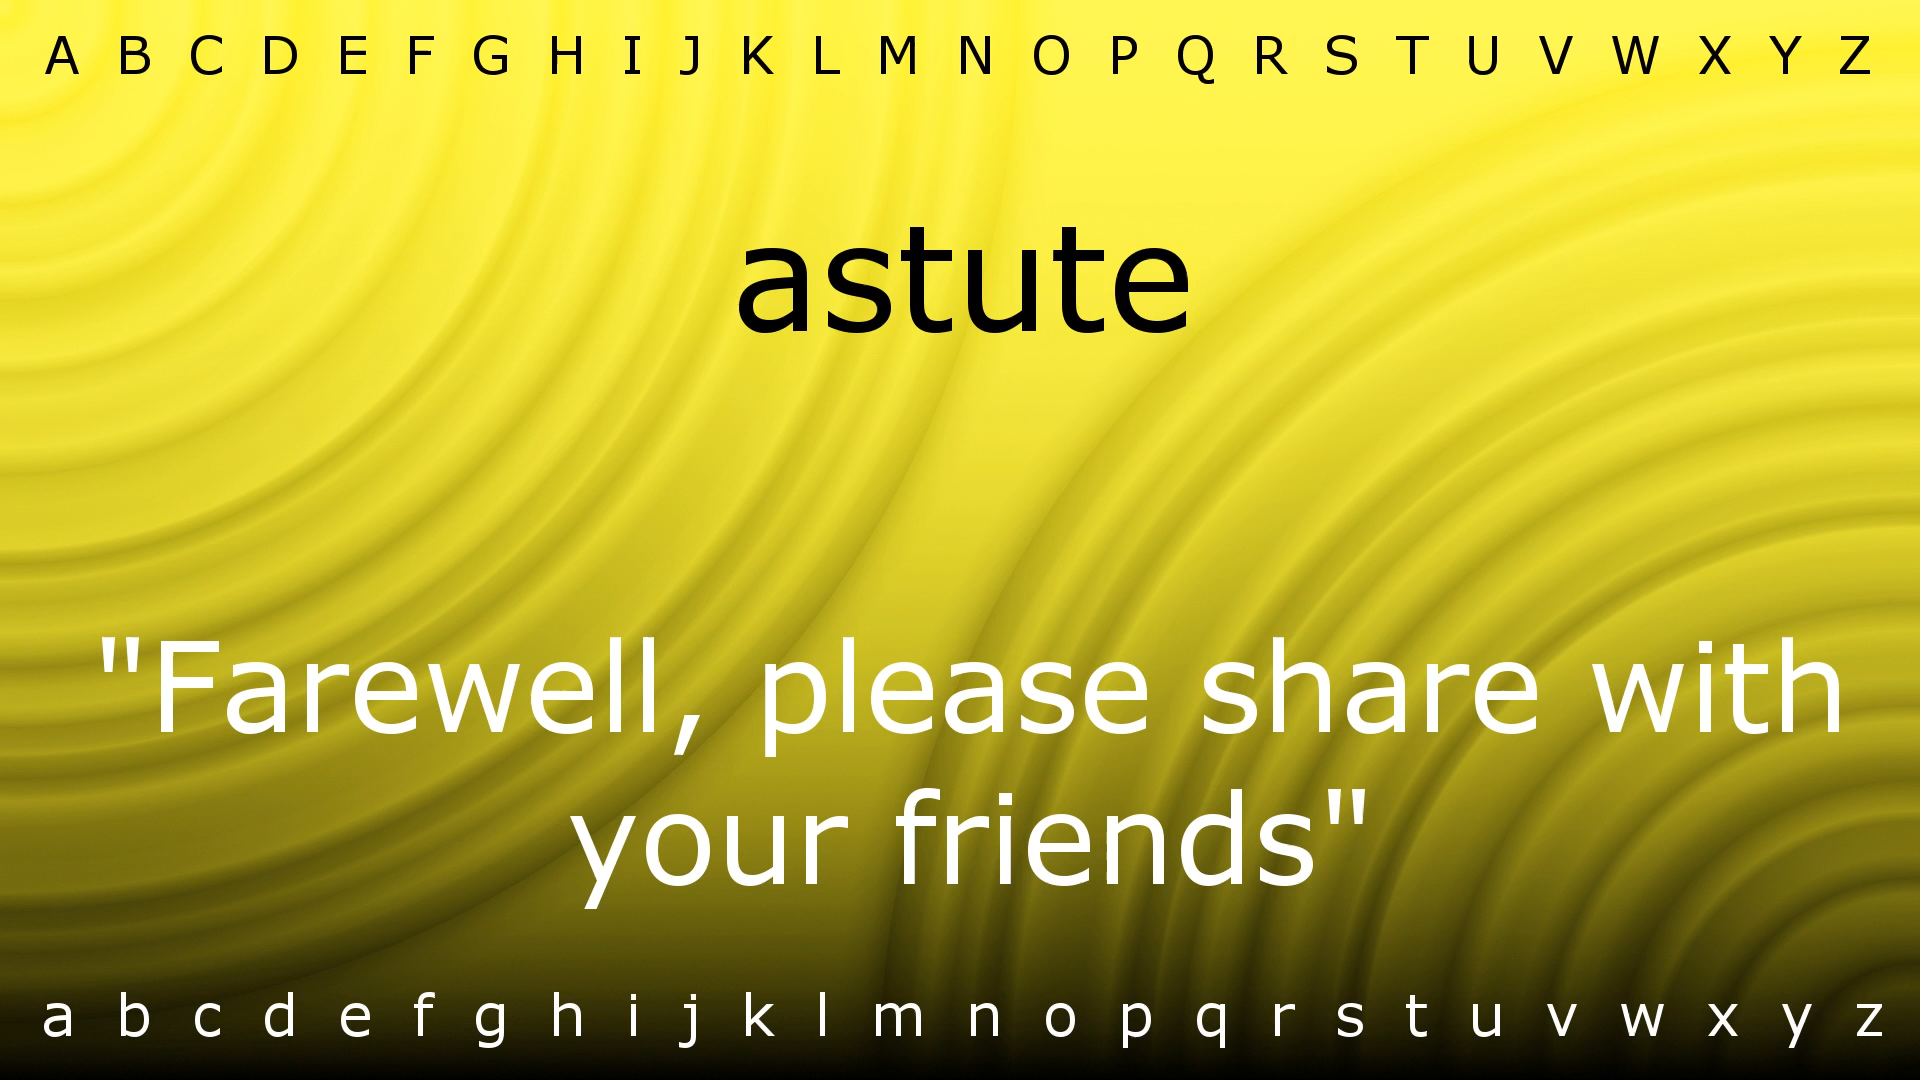 A B C D E F G H I J K L M N O P Q R S T U V W X Y Z
astute
"Farewell, please share with
your friends"
a b c d e f g h i j k l m n o p q r s t u v w x y z